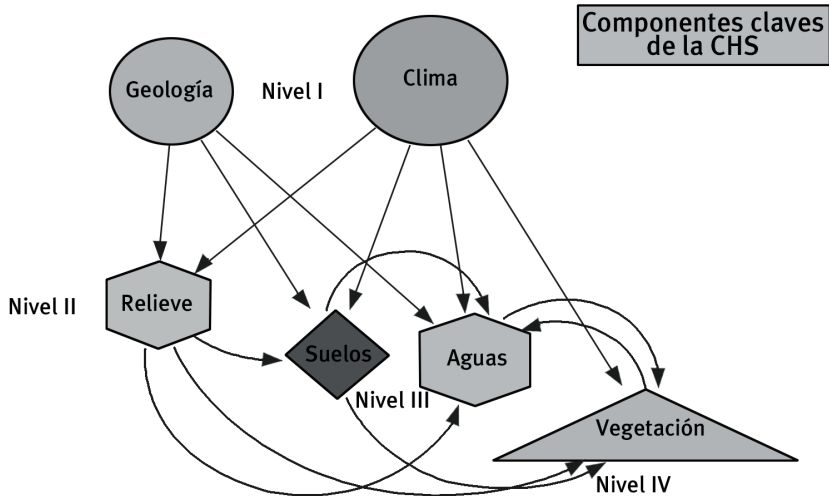 Componentes claves
de la CHS
Geología
Nivel I
Clima
Nivel II
Relieve
Suelos
Aguas
Nivel III
Vegetación
Nivel IV